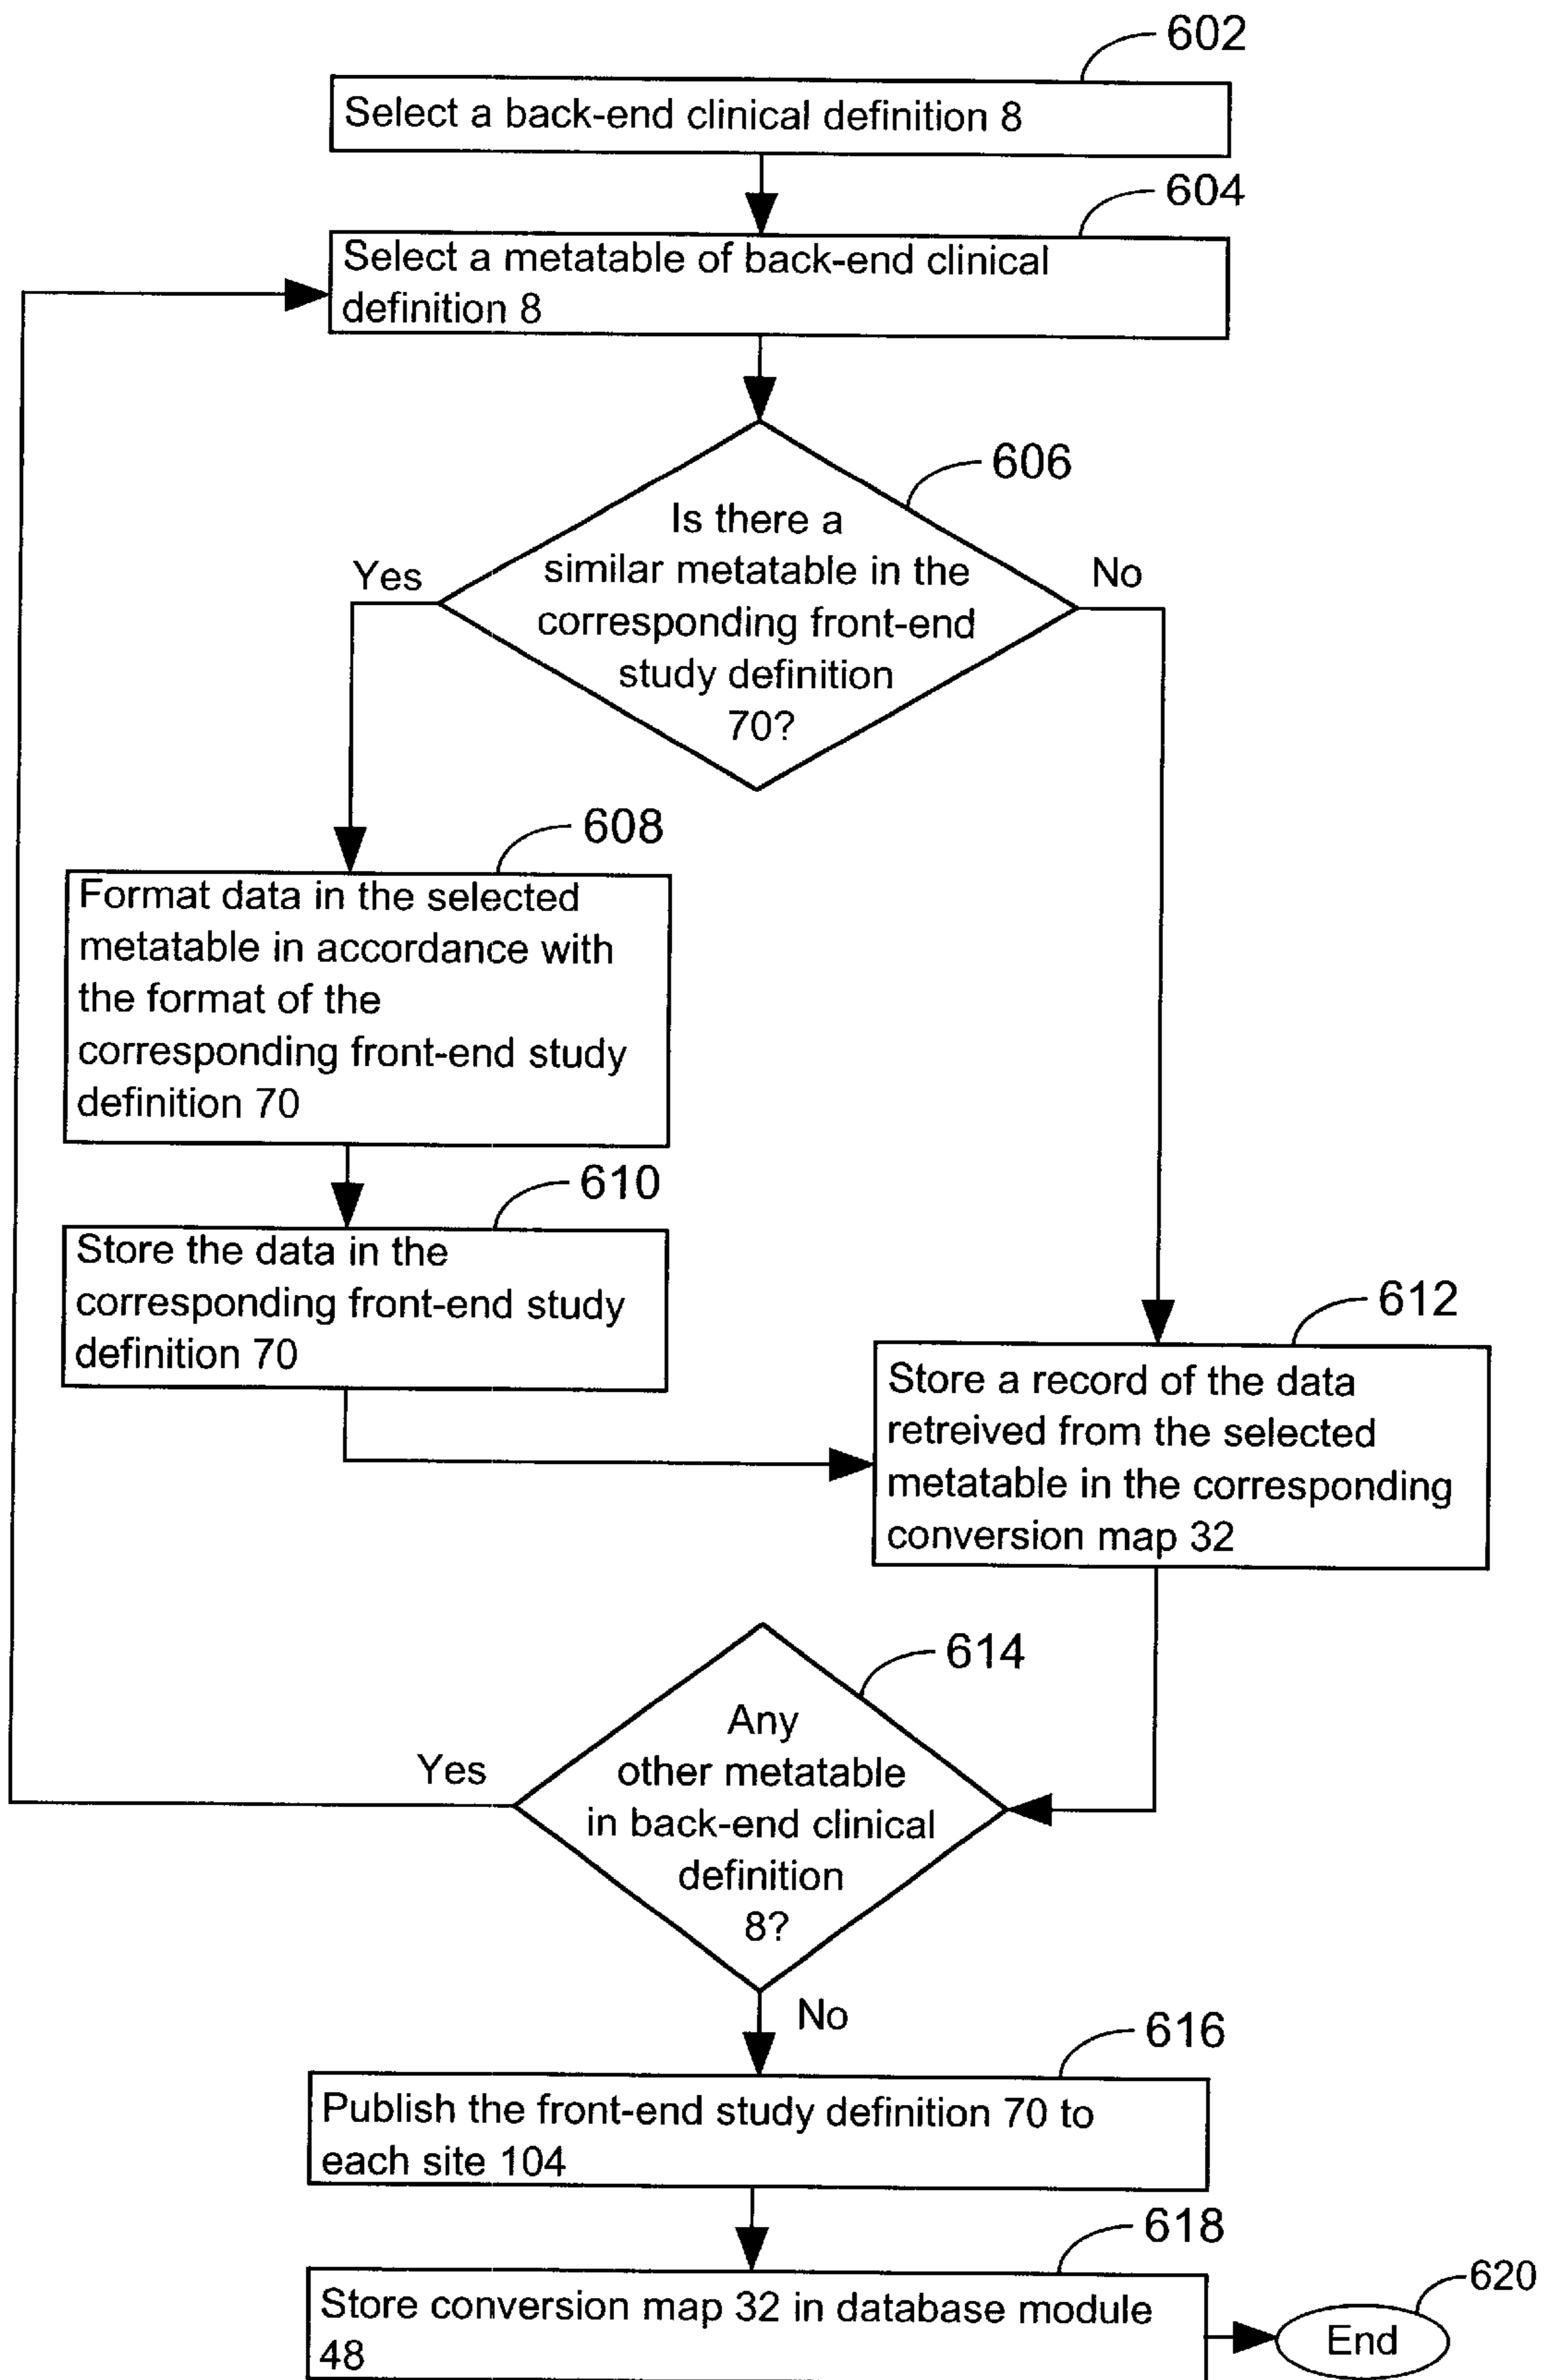 602
Select a back-end clinical definition 8
604
Select a metatable of back-end clinical
definition 8
606
Is there a
similar metatable in the
corresponding front-end
study definition
70?
Yes
No
608
Format data in the selected
metatable in accordance with
the format of the
corresponding front-end study
definition 70
610
Store the data in the
corresponding front-end study
definition 70
612
Store a record of the data
retreived from the selected
metatable in the corresponding
conversion map 32
614
Any
other metatable
in back-end clinical
definition
8?
Yes
No
616
Publish the front-end study definition 70 to
each site 104
618
Store conversion map 32 in database module
48
620
End